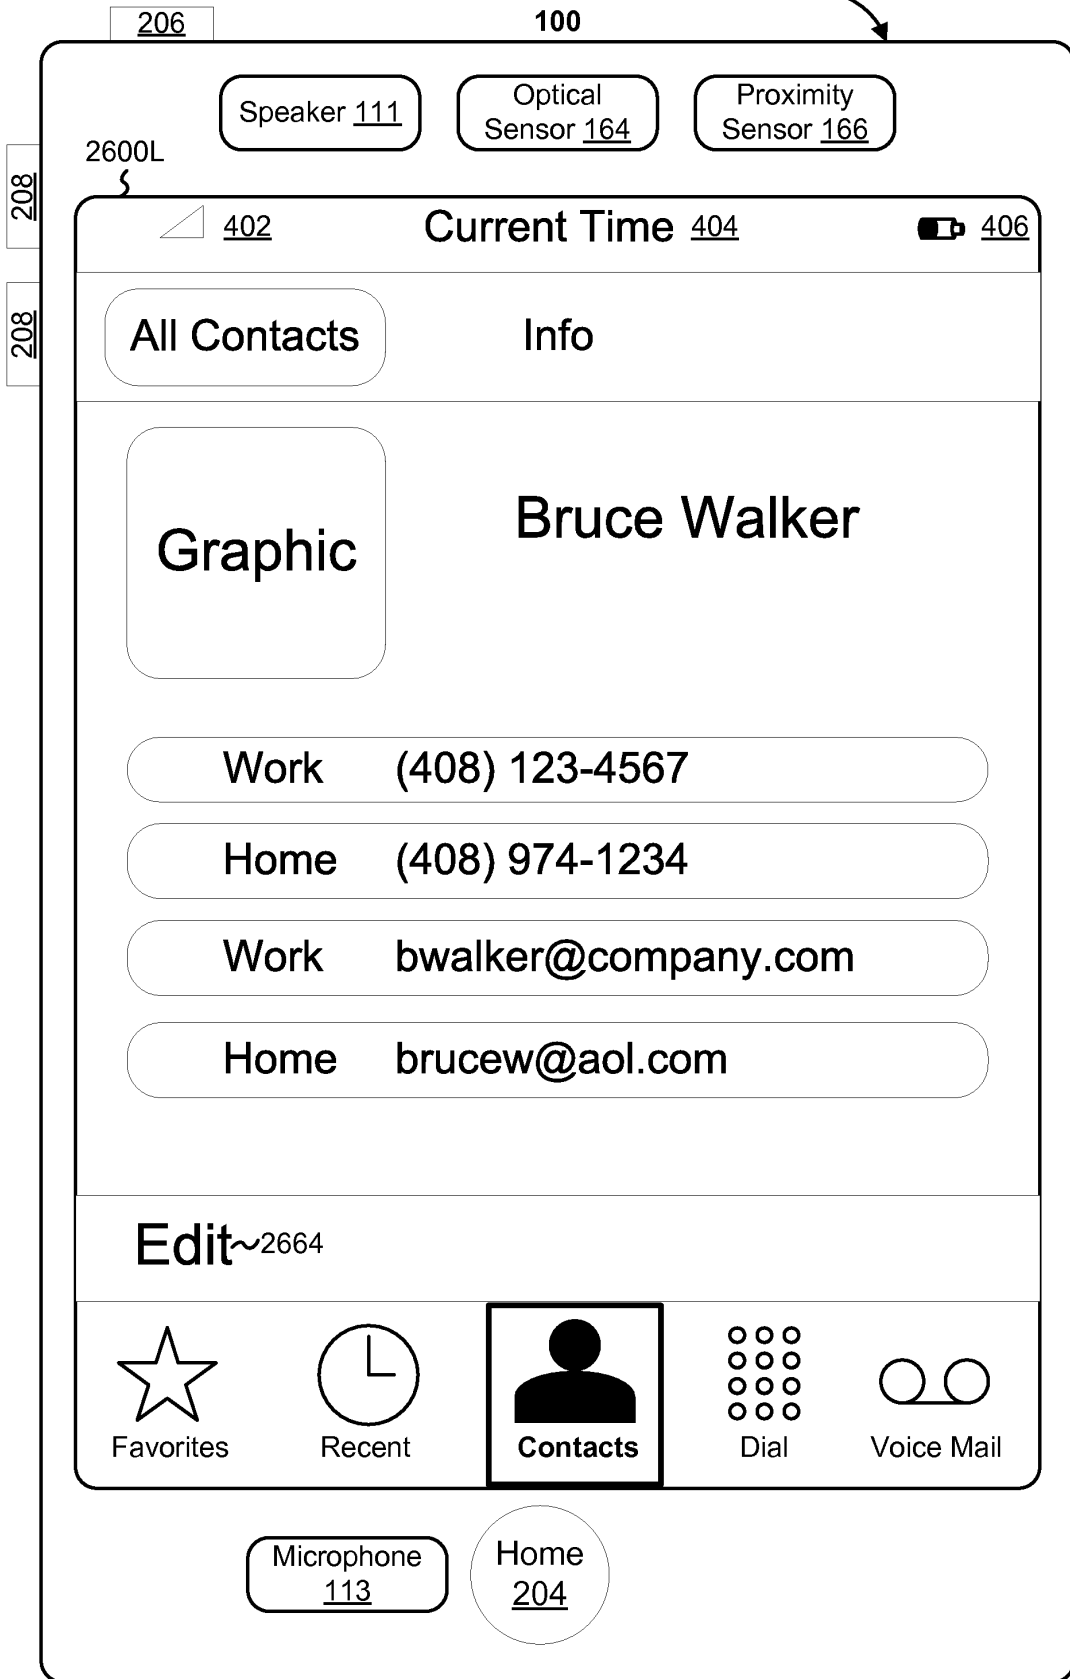 206
100
Speaker 111
Optical
Sensor 164
Proximity
Sensor 166
2600L
208
208
402
Current Time 404
406
All Contacts
Info
Graphic
Bruce Walker
Work (408) 123-4567
Home (408) 974-1234
Work bwalker@company.com
Home brucew@aol.com
Edit 2664
Favorites
Recent
Contacts
Dial
Voice Mail
Microphone
113
Home
204